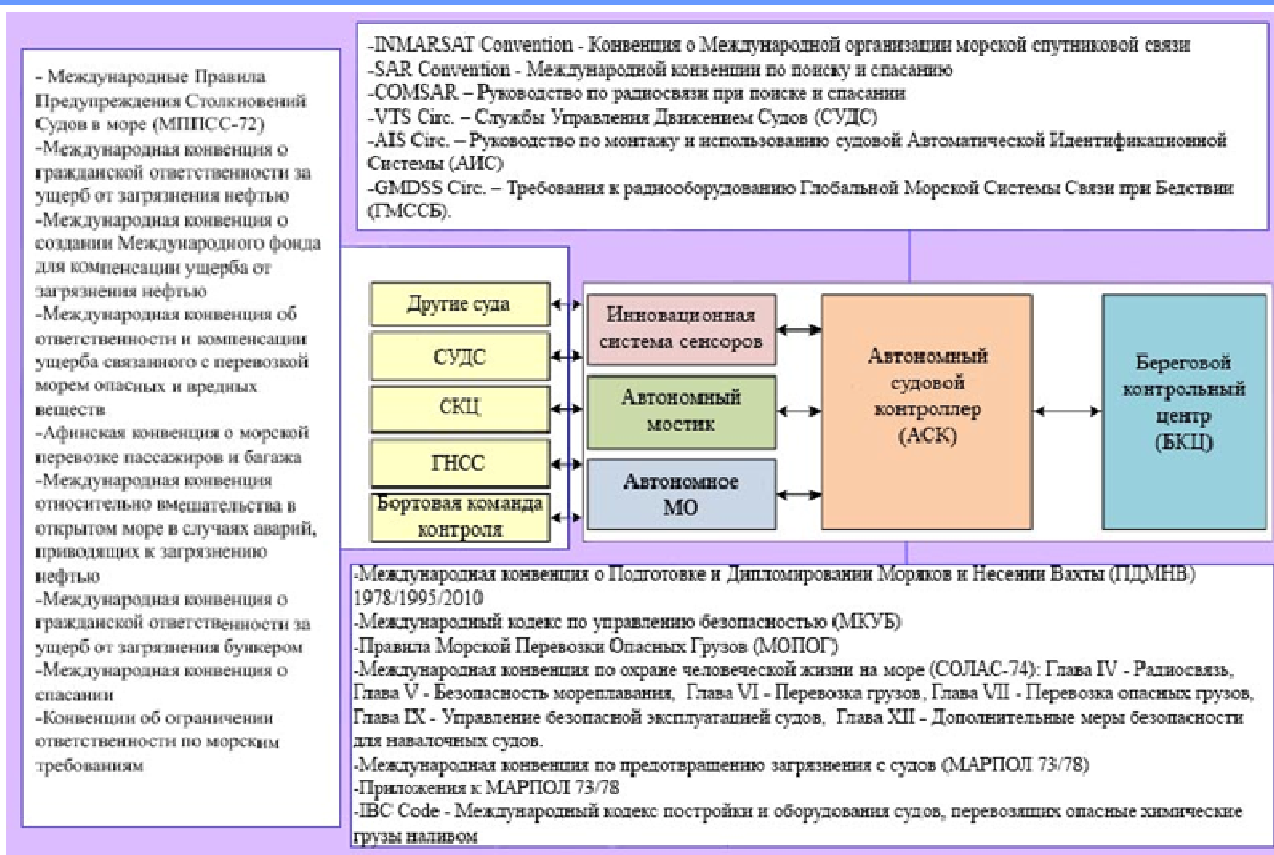 - Международные Правила
Предупреждения Столкновений
Судов в море (МППСС-72)
-Международная конвенция о
гражданской ответственности за
ущерб от загрязнения нефтью
-Международная конвенция о
создании Международного фонда
для компенсации ущерба от
загрязнения нефтью
-Международная конвенция об
ответственности и компенсации
ущерба связанного с перевозкой
морем опасных и вредных
веществ
-Афинская конвенция о морской
перевозке пассажиров и багажа
-Международная конвенция
относительно вмешательства в
открытом море в случаях аварий,
приводящих к загрязнению
нефтью
-Международная конвенция о
гражданской ответственности за
ущерб от загрязнения бункером
-Международная конвенция о
спасании
-Конвенции об ограничении
ответственности по морским
требованиям
-INMARSAT Convention - Конвенция о Международной организации морской спутниковой связи
-SAR Convention - Международной конвенции по поиску и спасанию
-COMSAR – Руководство по радиосвязи при поиске и спасании
-VTS Circ. – Службы Управления Движением Судов (СУДС)
-AIS Circ. – Руководство по монтажу и использованию судовой Автоматической Идентификационной
Системы (АИС)
-GMDSS Circ. – Требования к радиооборудованию Глобальной Морской Системы Связи при Бедствии
(ГМССБ).
Другие суда
СУДС
СКЦ
ГНСС
Бортовая команда
контроля
Инновационная
система сенсоров
Автономный
мостик
Автономное
МО
Автономный
судовой
контроллер
(АСК)
Береговой
контрольный
центр
(БКЦ)
-Международная конвенция о Подготовке и Дипломировании Моряков и Несении Вахты (ПДМНВ)
1978/1995/2010
-Международный кодекс по управлению безопасностью (МКУБ)
-Правила Морской Перевозки Опасных Грузов (МОПОГ)
-Международная конвенция по охране человеческой жизни на море (СОЛАС-74): Глава IV - Радиосвязь,
Глава V - Безопасность мореплавания, Глава VI - Перевозка грузов, Глава VII - Перевозка опасных грузов,
Глава IX - Управление безопасной эксплуатацией судов, Глава XII – Дополнительные меры безопасности
для навалочных судов.
-Международная конвенция по предотвращению загрязнения с судов (МАРПОЛ 73/78)
-Приложения к МАРПОЛ 73/78
-IBC Code - Международный кодекс постройки и оборудования судов, перевозящих опасные химические
грузы наливом